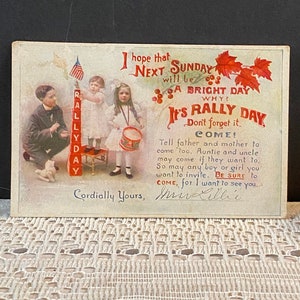 I hope that
NEXT SUNDAY
will be
A BRIGHT DAY
WHY?
IT'S RALLY DAY.
Don't forget it.
COME!
Tell father and mother to
come too. Auntie and uncle
may come if they want to.
So may any boy or girl you
want to invite. BE SURE to
COME, for I want to see you.
Cordially Yours,
RALLY DAY